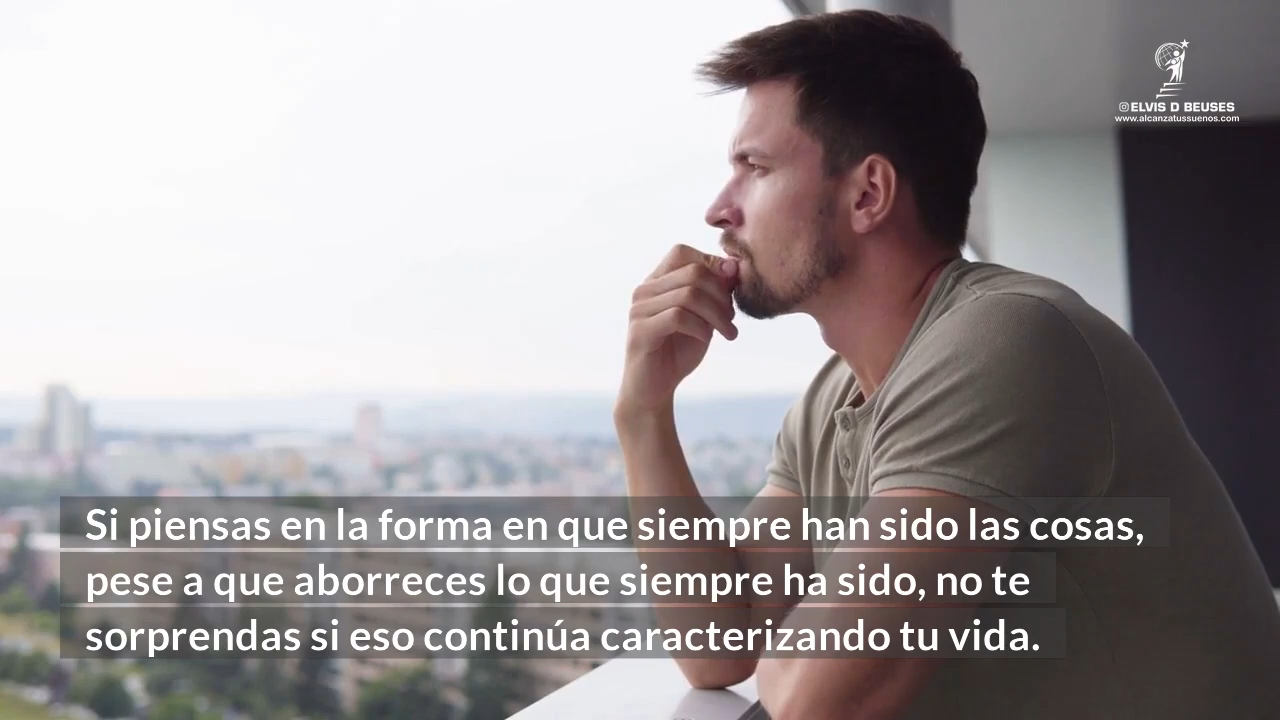 ELVIS D BEUSES
www.alcanzatussuenos.com
Si piensas en la forma en que siempre han sido las cosas,
pese a que aborreces lo que siempre ha sido, no te
sorprendas si eso continúa caracterizando tu vida.